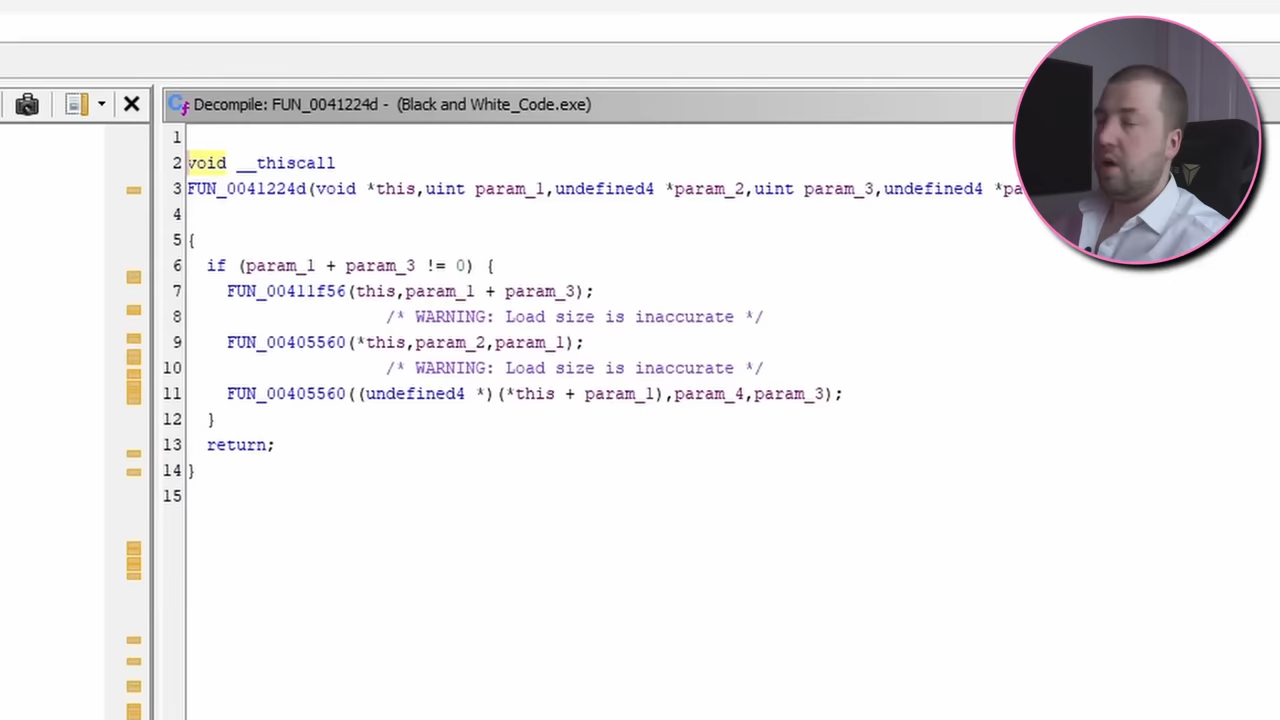 Decompile: FUN_0041224d - (Black and White_Code.exe)
1
2 void __thiscall
3 FUN_0041224d(void *this,uint param_1,undefined4 *param_2,uint param_3,undefined4 *pa
4
5 {
6 if (param_1 + param_3 != 0) {
7 FUN_00411f56(this,param_1 + param_3);
8 /* WARNING: Load size is inaccurate */
9 FUN_00405560(*this,param_2,param_1);
10 /* WARNING: Load size is inaccurate */
11 FUN_00405560((undefined4 *)(*this + param_1),param_4,param_3);
12 }
13 return;
14 }
15